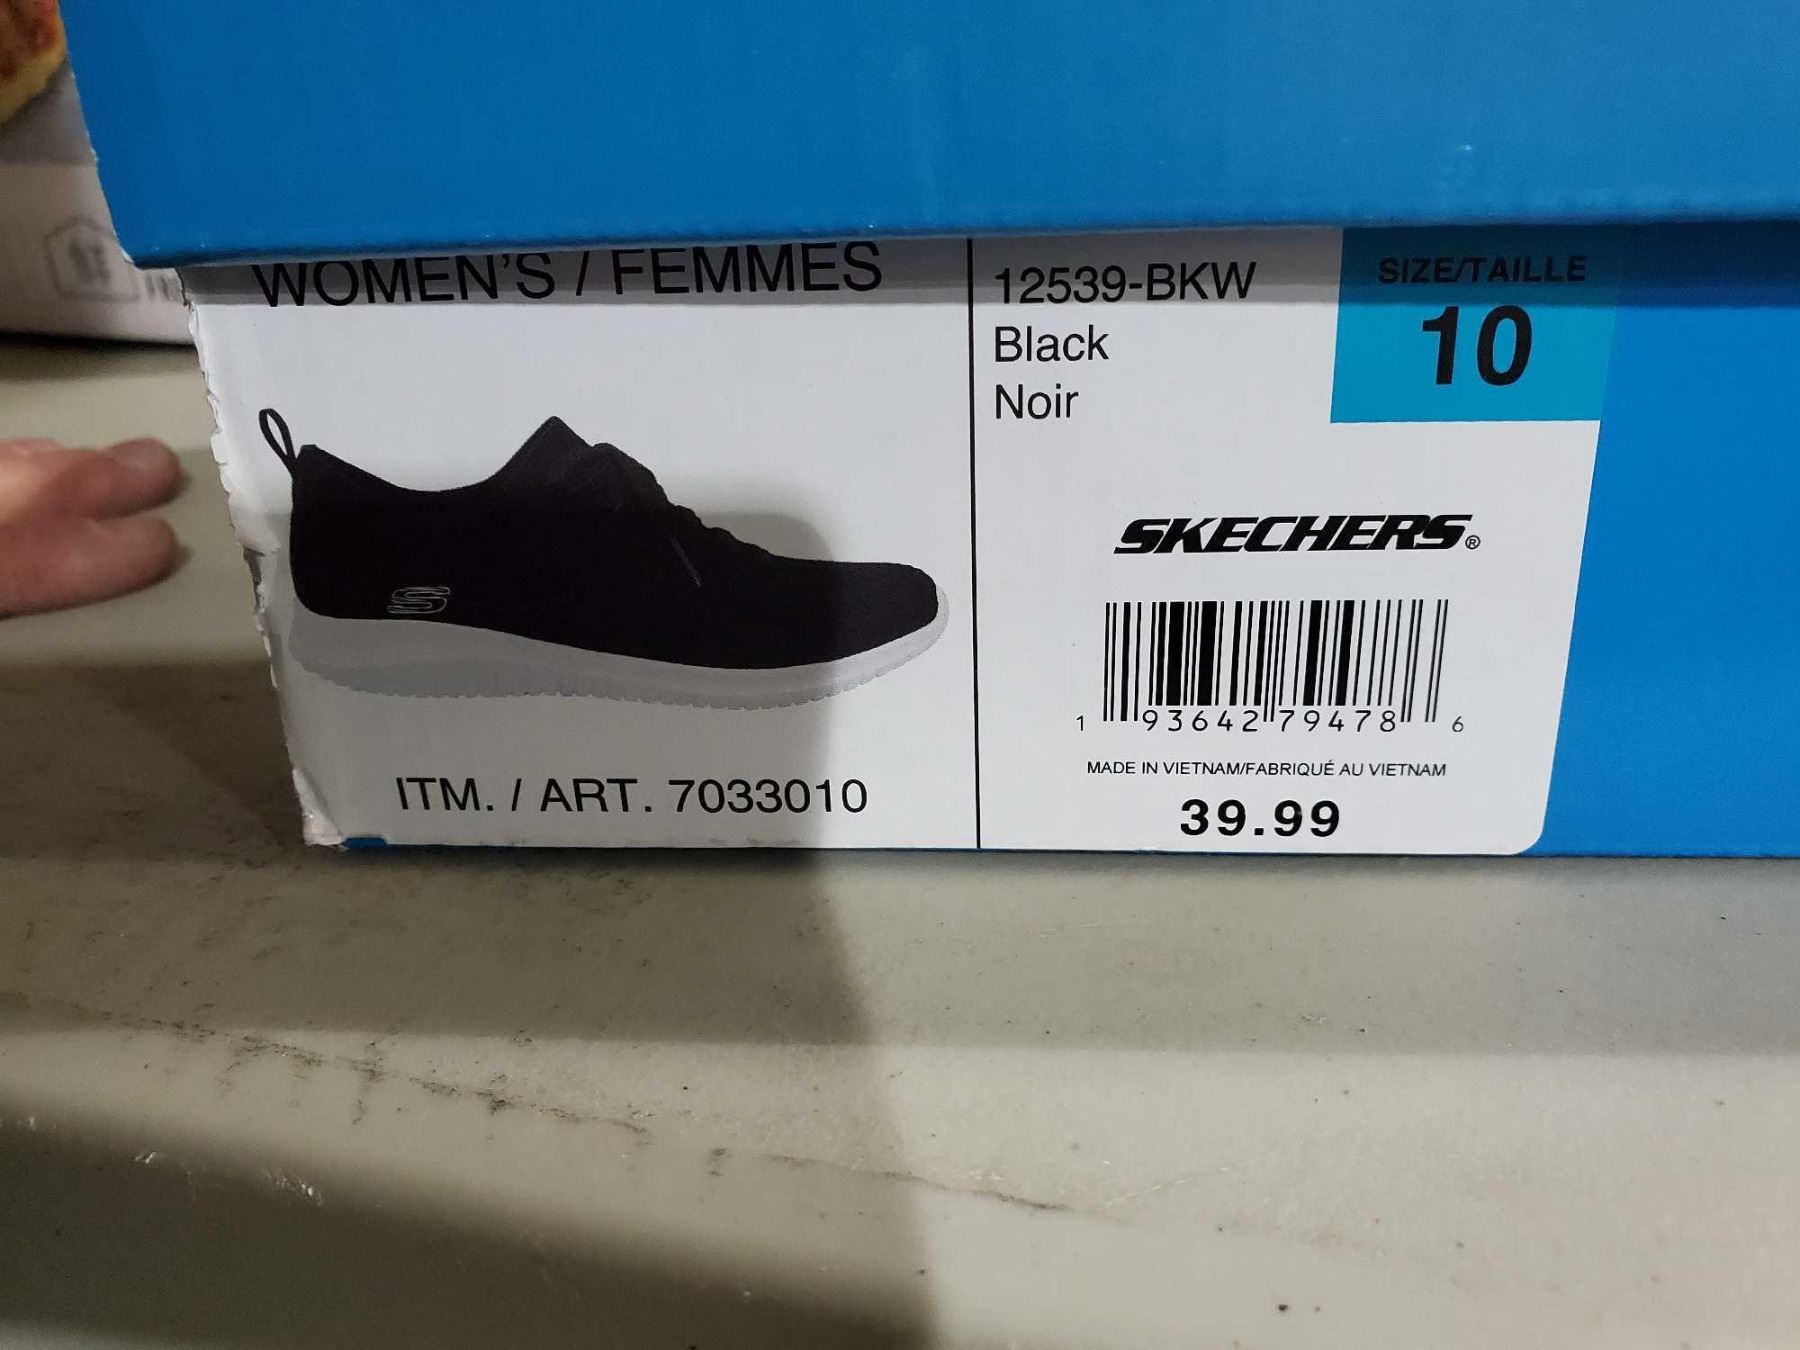 WOMEN'S / FEMMES
12539-BKW
Black
Noir
SIZE/TAILLE
10
SKECHERS®
1 93642 79478 6
MADE IN VIETNAM/FABRIQUÉ AU VIETNAM
39.99
ITM. / ART. 7033010